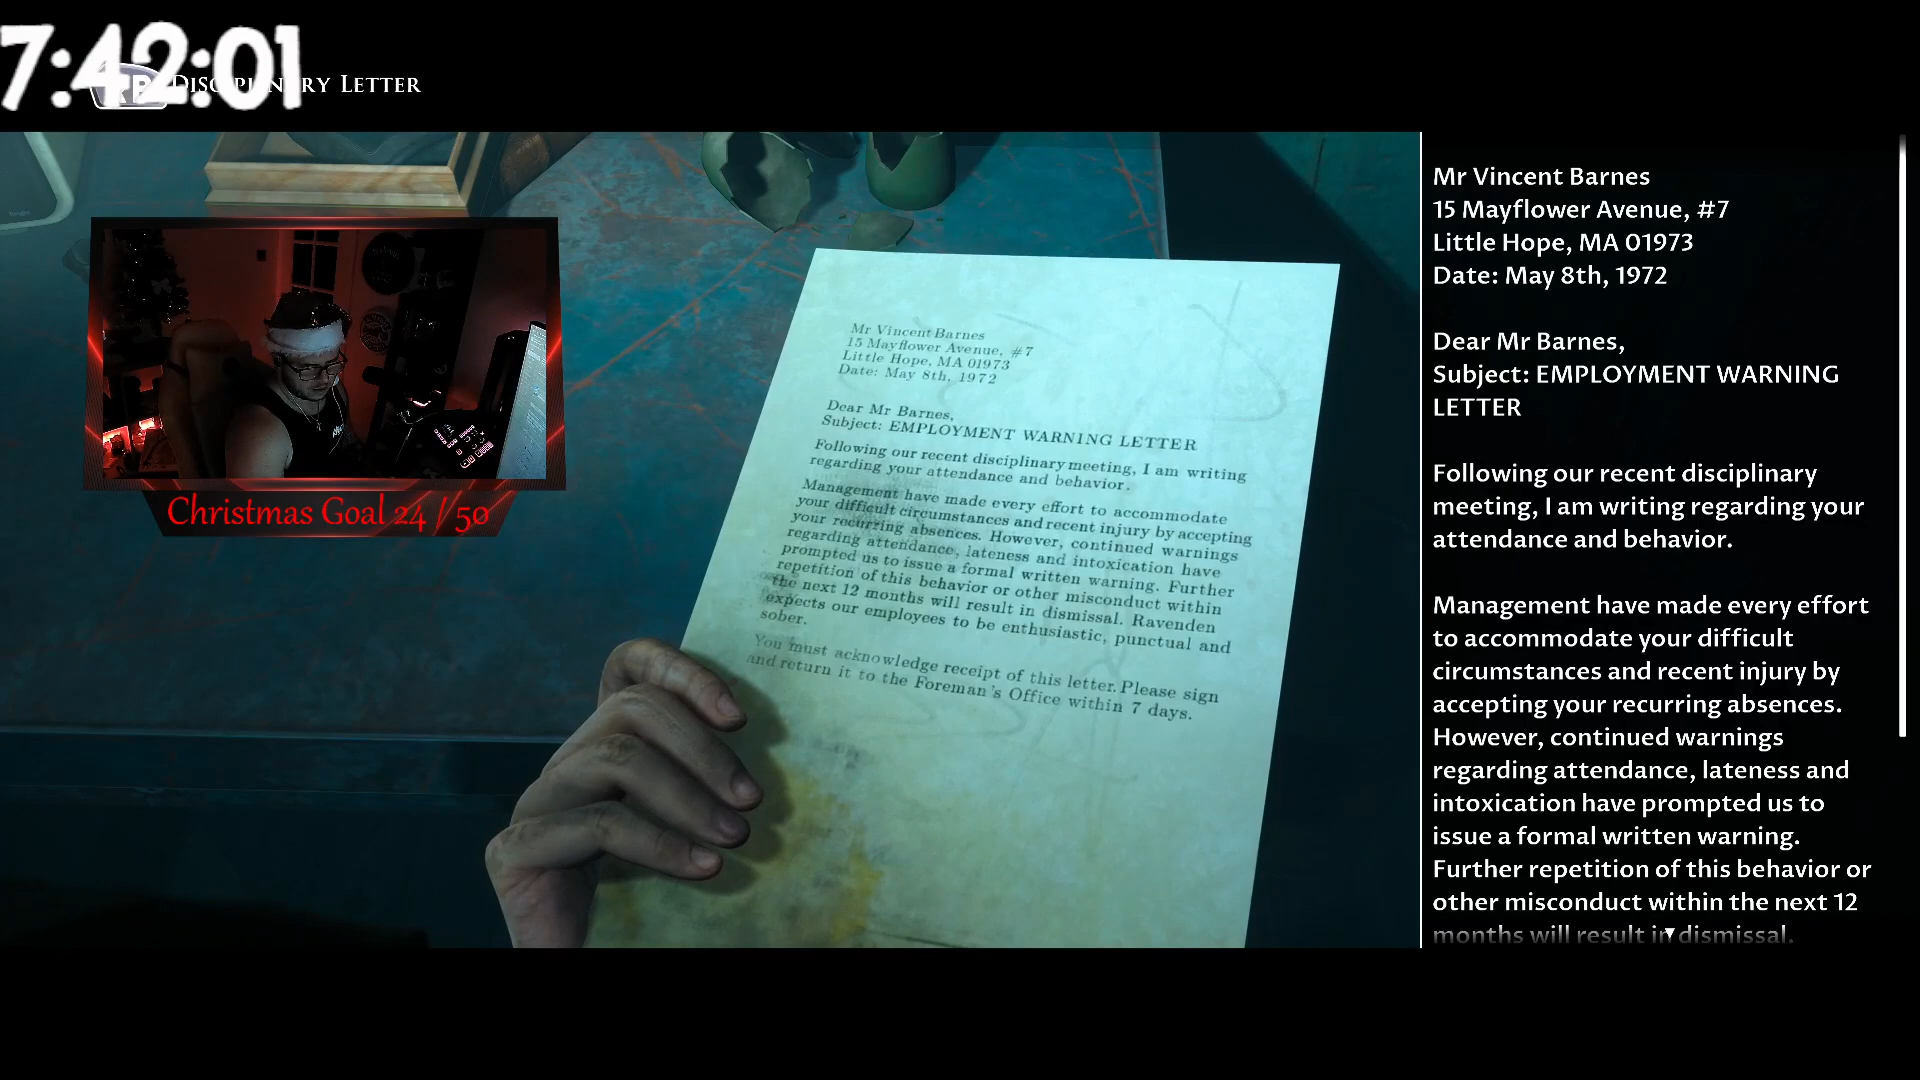 7:42:01
Disciplinary Letter
Christmas Goal 24 / 50
Mr Vincent Barnes
15 Mayflower Avenue, #7
Little Hope, MA 01973
Date: May 8th, 1972
Dear Mr Barnes,
Subject: EMPLOYMENT WARNING LETTER
Following our recent disciplinary meeting, I am writing
regarding your attendance and behavior.
Management have made every effort to accommodate
your difficult circumstances and recent injury by accepting
your recurring absences. However, continued warnings
regarding attendance, lateness and intoxication have
prompted us to issue a formal written warning. Further
repetition of this behavior or other misconduct within
the next 12 months will result in dismissal. Ravenden
expects our employees to be enthusiastic, punctual and
sober.
You must acknowledge receipt of this letter. Please sign
and return it to the Foreman's Office within 7 days.
Mr Vincent Barnes
15 Mayflower Avenue, #7
Little Hope, MA 01973
Date: May 8th, 1972
Dear Mr Barnes,
Subject: EMPLOYMENT WARNING
LETTER
Following our recent disciplinary
meeting, I am writing regarding your
attendance and behavior.
Management have made every effort
to accommodate your difficult
circumstances and recent injury by
accepting your recurring absences.
However, continued warnings
regarding attendance, lateness and
intoxication have prompted us to
issue a formal written warning.
Further repetition of this behavior or
other misconduct within the next 12
months will result in dismissal.